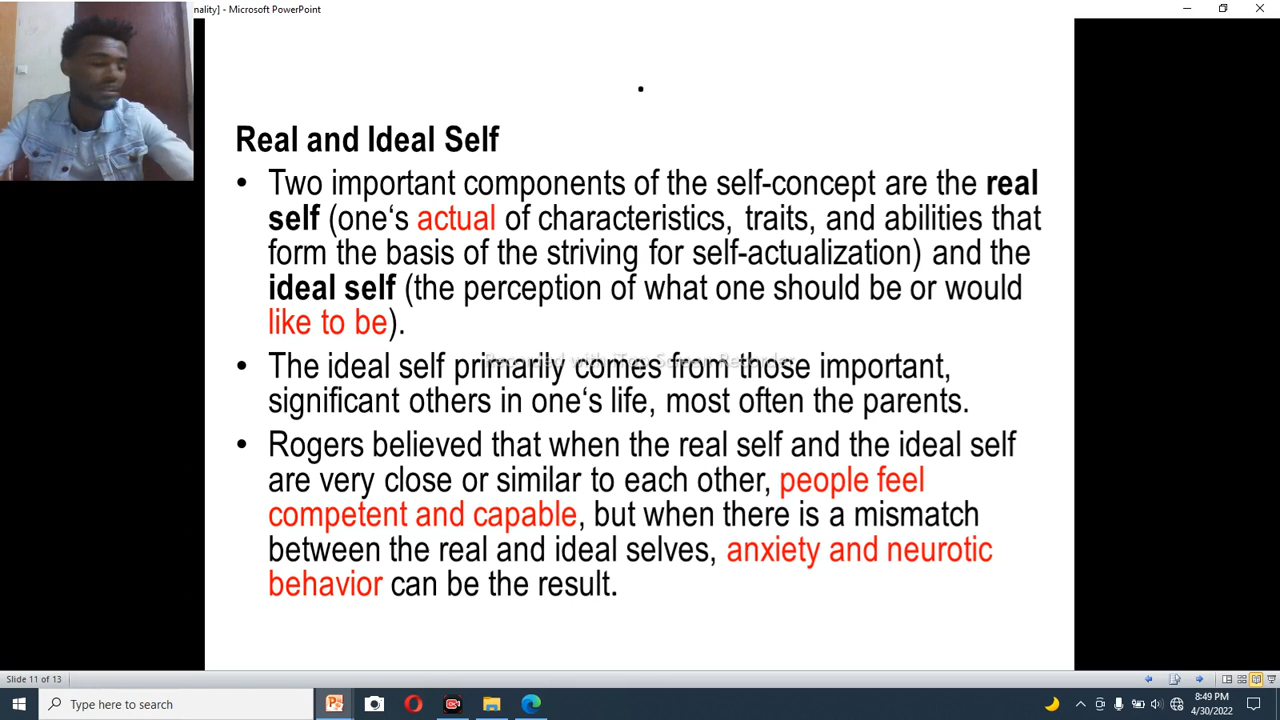 nality] - Microsoft PowerPoint
.
Real and Ideal Self
• Two important components of the self-concept are the real
self (one‘s actual of characteristics, traits, and abilities that
form the basis of the striving for self-actualization) and the
ideal self (the perception of what one should be or would
like to be).
• The ideal self primarily comes from those important,
Recorded with iTop Screen Recorder
significant others in one‘s life, most often the parents.
• Rogers believed that when the real self and the ideal self
are very close or similar to each other, people feel
competent and capable, but when there is a mismatch
between the real and ideal selves, anxiety and neurotic
behavior can be the result.
Slide 11 of 13
Type here to search
8:49 PM
4/30/2022